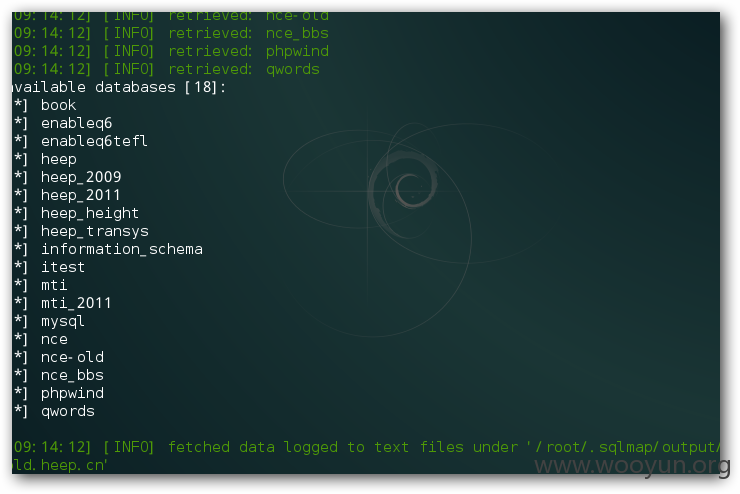 09:14:12] [INFO] retrieved: nce-old
09:14:12] [INFO] retrieved: nce_bbs
09:14:12] [INFO] retrieved: phpwind
09:14:12] [INFO] retrieved: qwords
available databases [18]:
*] book
*] enableq6
*] enableq6tefl
*] heep
*] heep_2009
*] heep_2011
*] heep_height
*] heep_transys
*] information_schema
*] itest
*] mti
*] mti_2011
*] mysql
*] nce
*] nce-old
*] nce_bbs
*] phpwind
*] qwords
09:14:12] [INFO] fetched data logged to text files under '/root/.sqlmap/output/
old.heep.cn'
www.wooyun.org